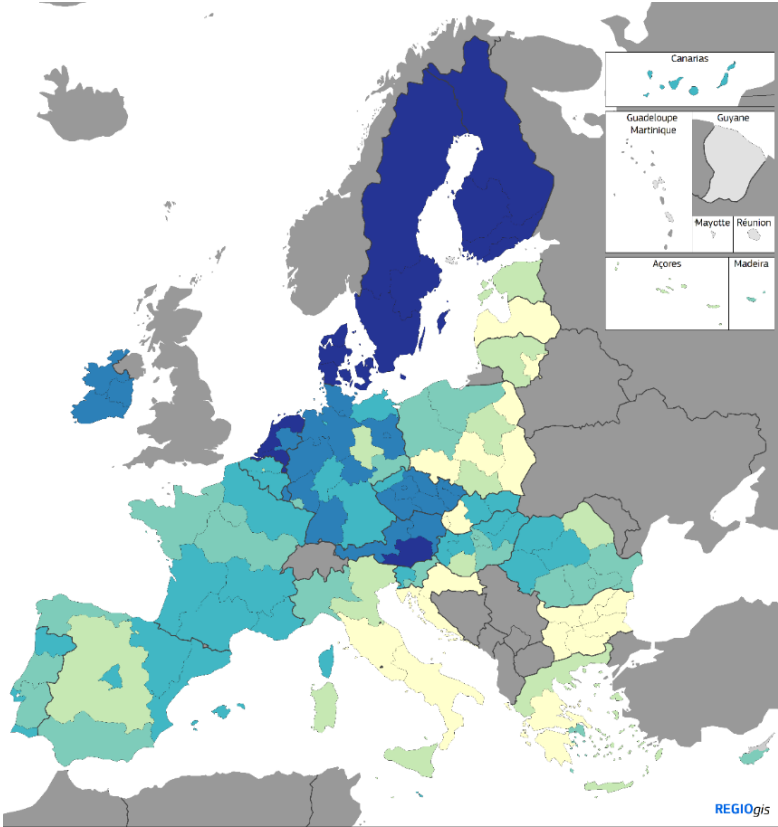 Canarias
Guadeloupe
Martinique
Guyane
Mayotte
Réunion
Açores
Madeira
REGIOgis